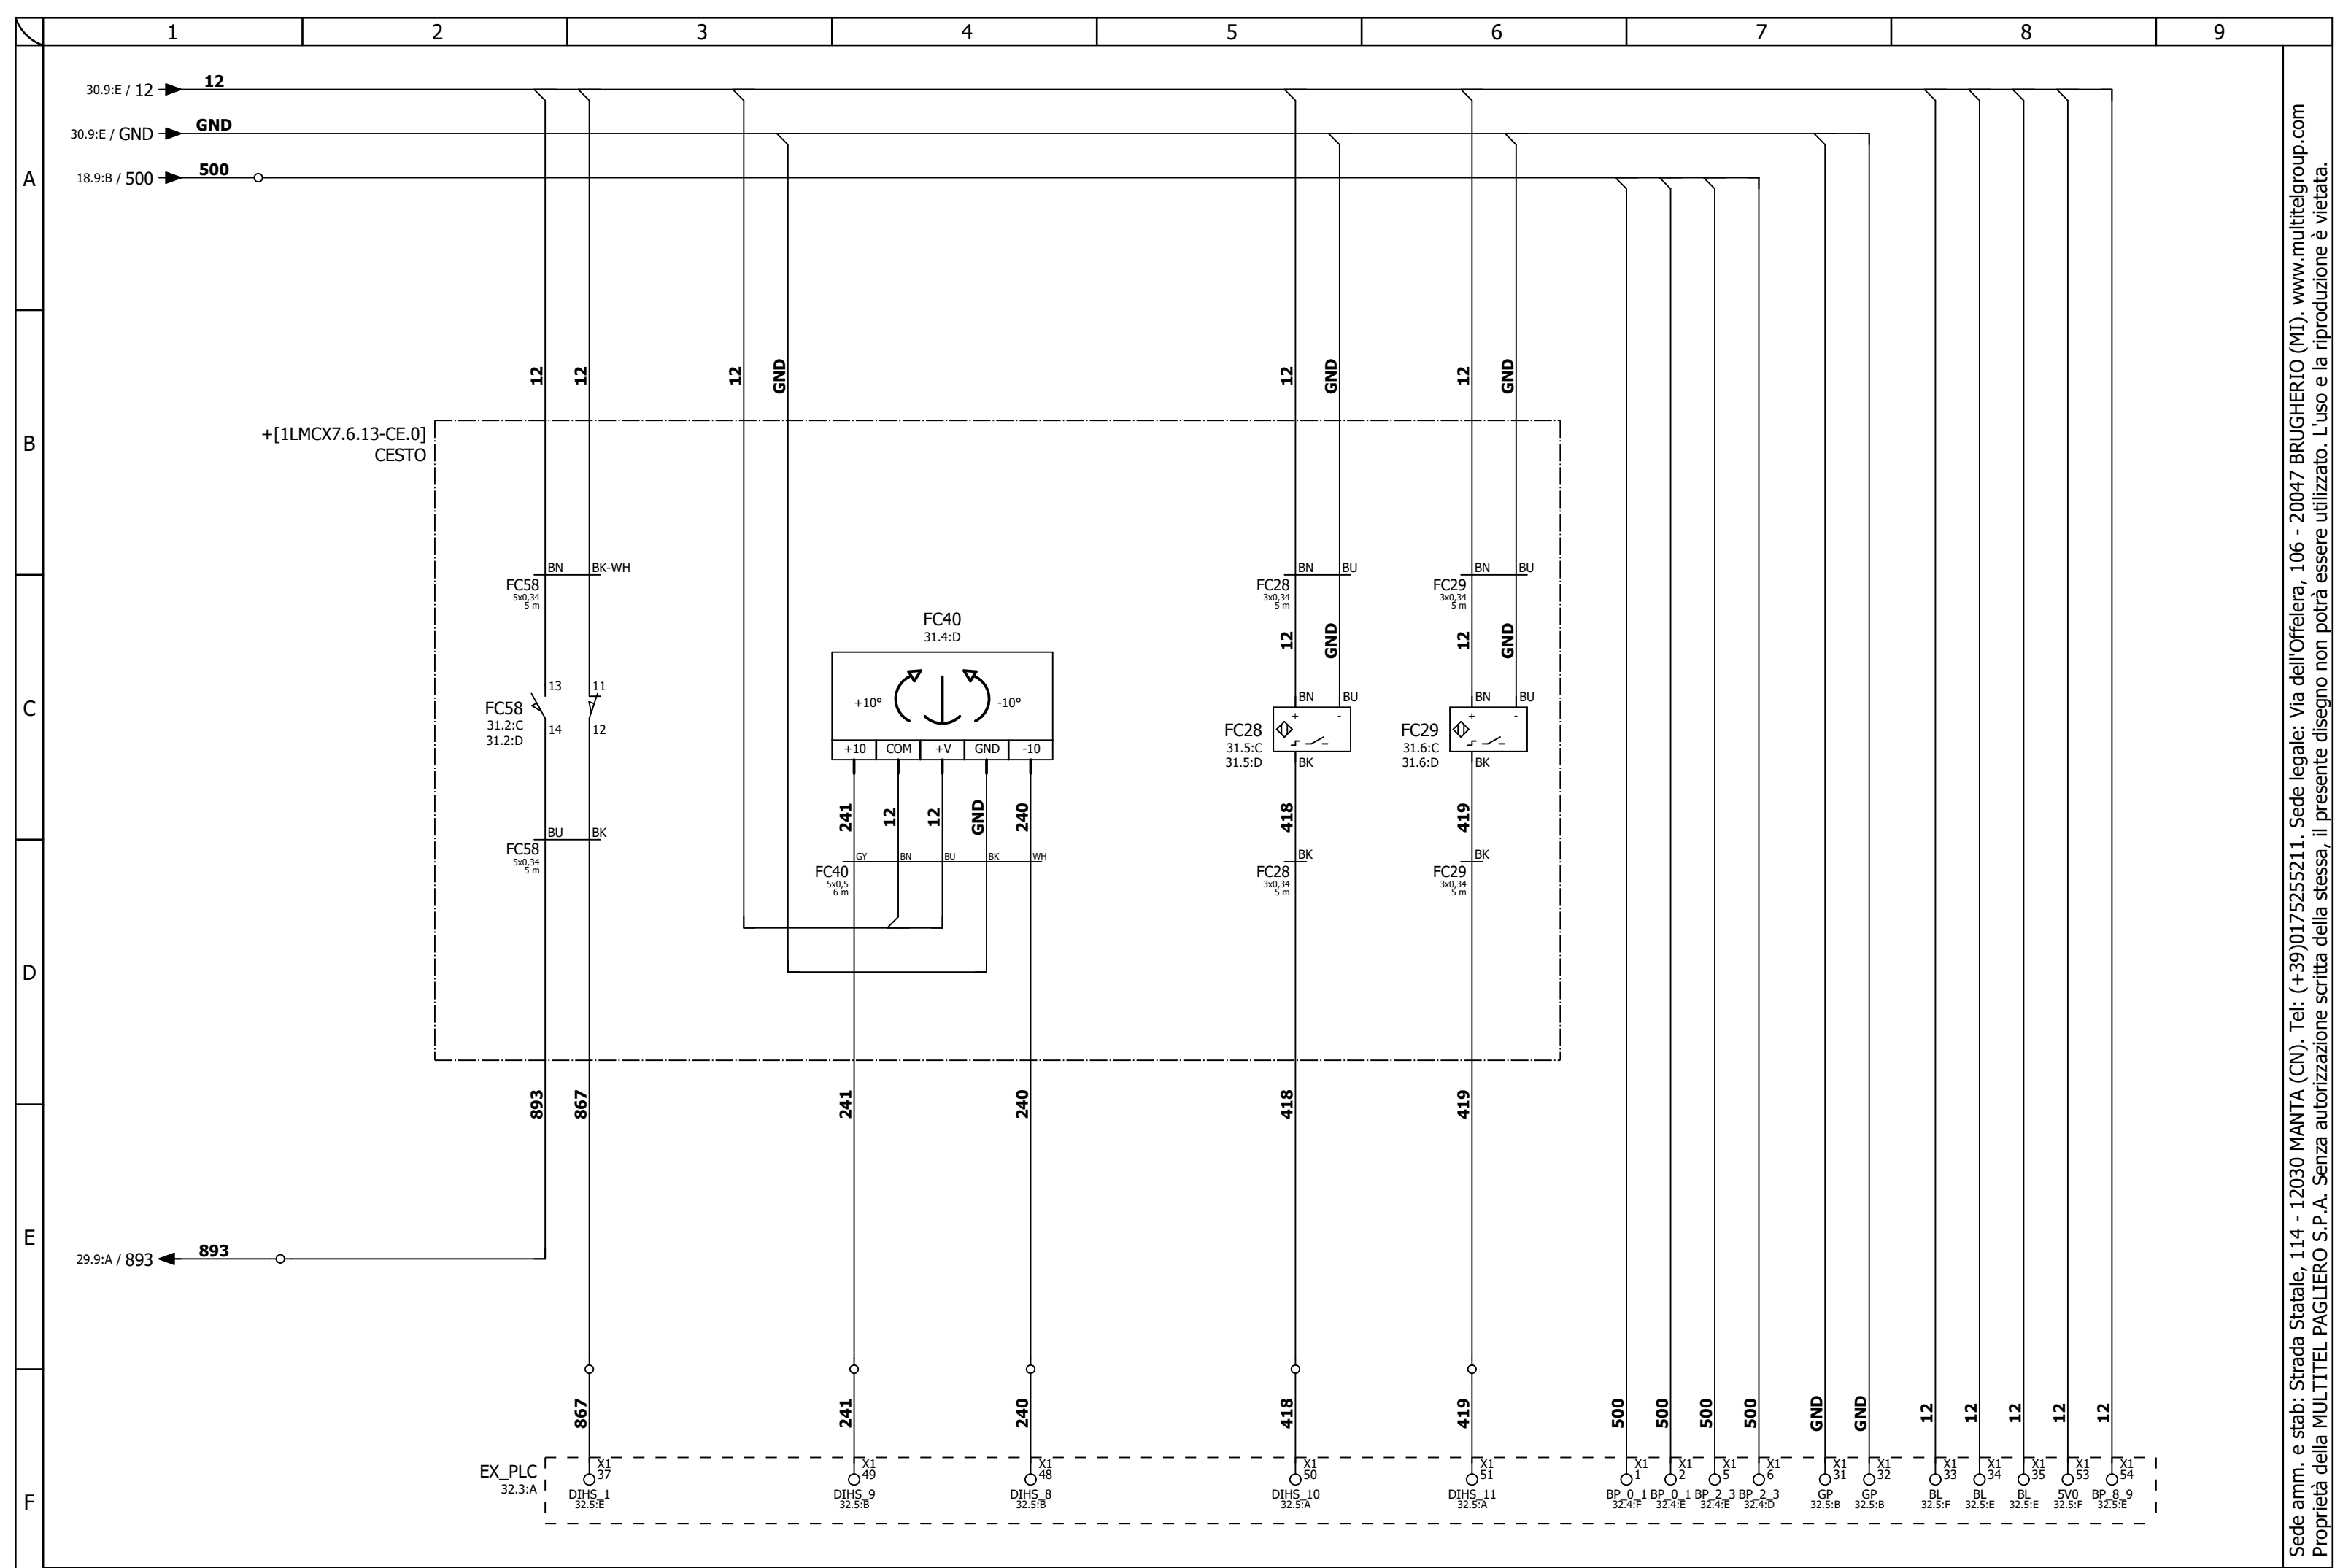 1 2 3 4 5 6 7 8 9
30.9:E / 12 12
30.9:E / GND GND
18.9:B / 500 500
A
12 12 12 GND 12 GND 12 GND
B
+[1LMCX7.6.13-CE.0]
CESTO
BN BK-WH BN BU BN BU
FC58 FC28 FC29
5x0,34 3x0,34 3x0,34
5 m 5 m 5 m
FC40
31.4:D
12 GND 12 GND
13 11 BN BU BN BU
+10° -10° + - + -
C
FC58 FC28 FC29
31.2:C 31.5:C 31.6:C
31.2:D 31.5:D 31.6:D
14 12
+10 COM +V GND -10
BK BK
241 12 12 GND 240 418 419
BU BK
FC58
5x0,34
5 m
GY BN BU BK WH BK BK
FC40 FC28 FC29
5x0,5 3x0,34 3x0,34
6 m 5 m 5 m
D
893 867 241 240 418 419
E
29.9:A / 893 893
867 241 240 418 419 500 500 500 500 GND GND 12 12 12 12 12
EX_PLC
32.3:A
X1 X1 X1 X1 X1 X1 X1 X1 X1 X1 X1 X1 X1 X1 X1 X1
37 49 48 50 51 1 2 5 6 31 32 33 34 35 53 54
F
DIHS_1 DIHS_9 DIHS_8 DIHS_10 DIHS_11 BP_0_1 BP_0_1 BP_2_3 BP_2_3 GP GP BL BL BL 5V0 BP_8_9
32.5:E 32.5:B 32.5:B 32.5:A 32.5:A 32.4:F 32.4:E 32.4:E 32.4:D 32.5:B 32.5:B 32.5:F 32.5:E 32.5:E 32.5:F 32.5:E
Sede amm. e stab: Strada Statale, 114 - 12030 MANTA (CN). Tel: (+39)0175255211. Sede legale: Via dell'Offelera, 106 - 20047 BRUGHERIO (MI). www.multitelgroup.com
Proprietà della MULTITEL PAGLIERO S.P.A. Senza autorizzazione scritta della stessa, il presente disegno non potrà essere utilizzato. L'uso e la riproduzione è vietata.